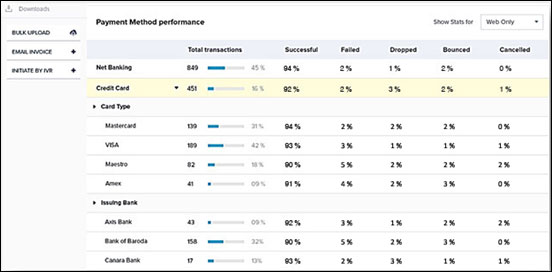 Downloads
Payment Method performance Show Stats for Web Only
BULK UPLOAD
EMAIL INVOICE +
INITIATE BY IVR +
Total transactions Successful Failed Dropped Bounced Cancelled
Net Banking 849 45 % 94 % 2 % 1 % 2 % 0 %
Credit Card 451 16 % 92 % 2 % 3 % 2 % 1 %
Card Type
Mastercard 139 31 % 94 % 2 % 2 % 2 % 0 %
VISA 189 42 % 93 % 3 % 1 % 1 % 1 %
Maestro 82 18 % 90 % 5 % 2 % 2 % 2 %
Amex 41 09 % 91 % 4 % 2 % 3 % 0 %
Issuing Bank
Axis Bank 43 09 % 92 % 3 % 1 % 2 % 2 %
Bank of Baroda 158 32% 90 % 5 % 2 % 3 % 0 %
Canara Bank 17 13% 93 % 2 % 3 % 1 % 1 %